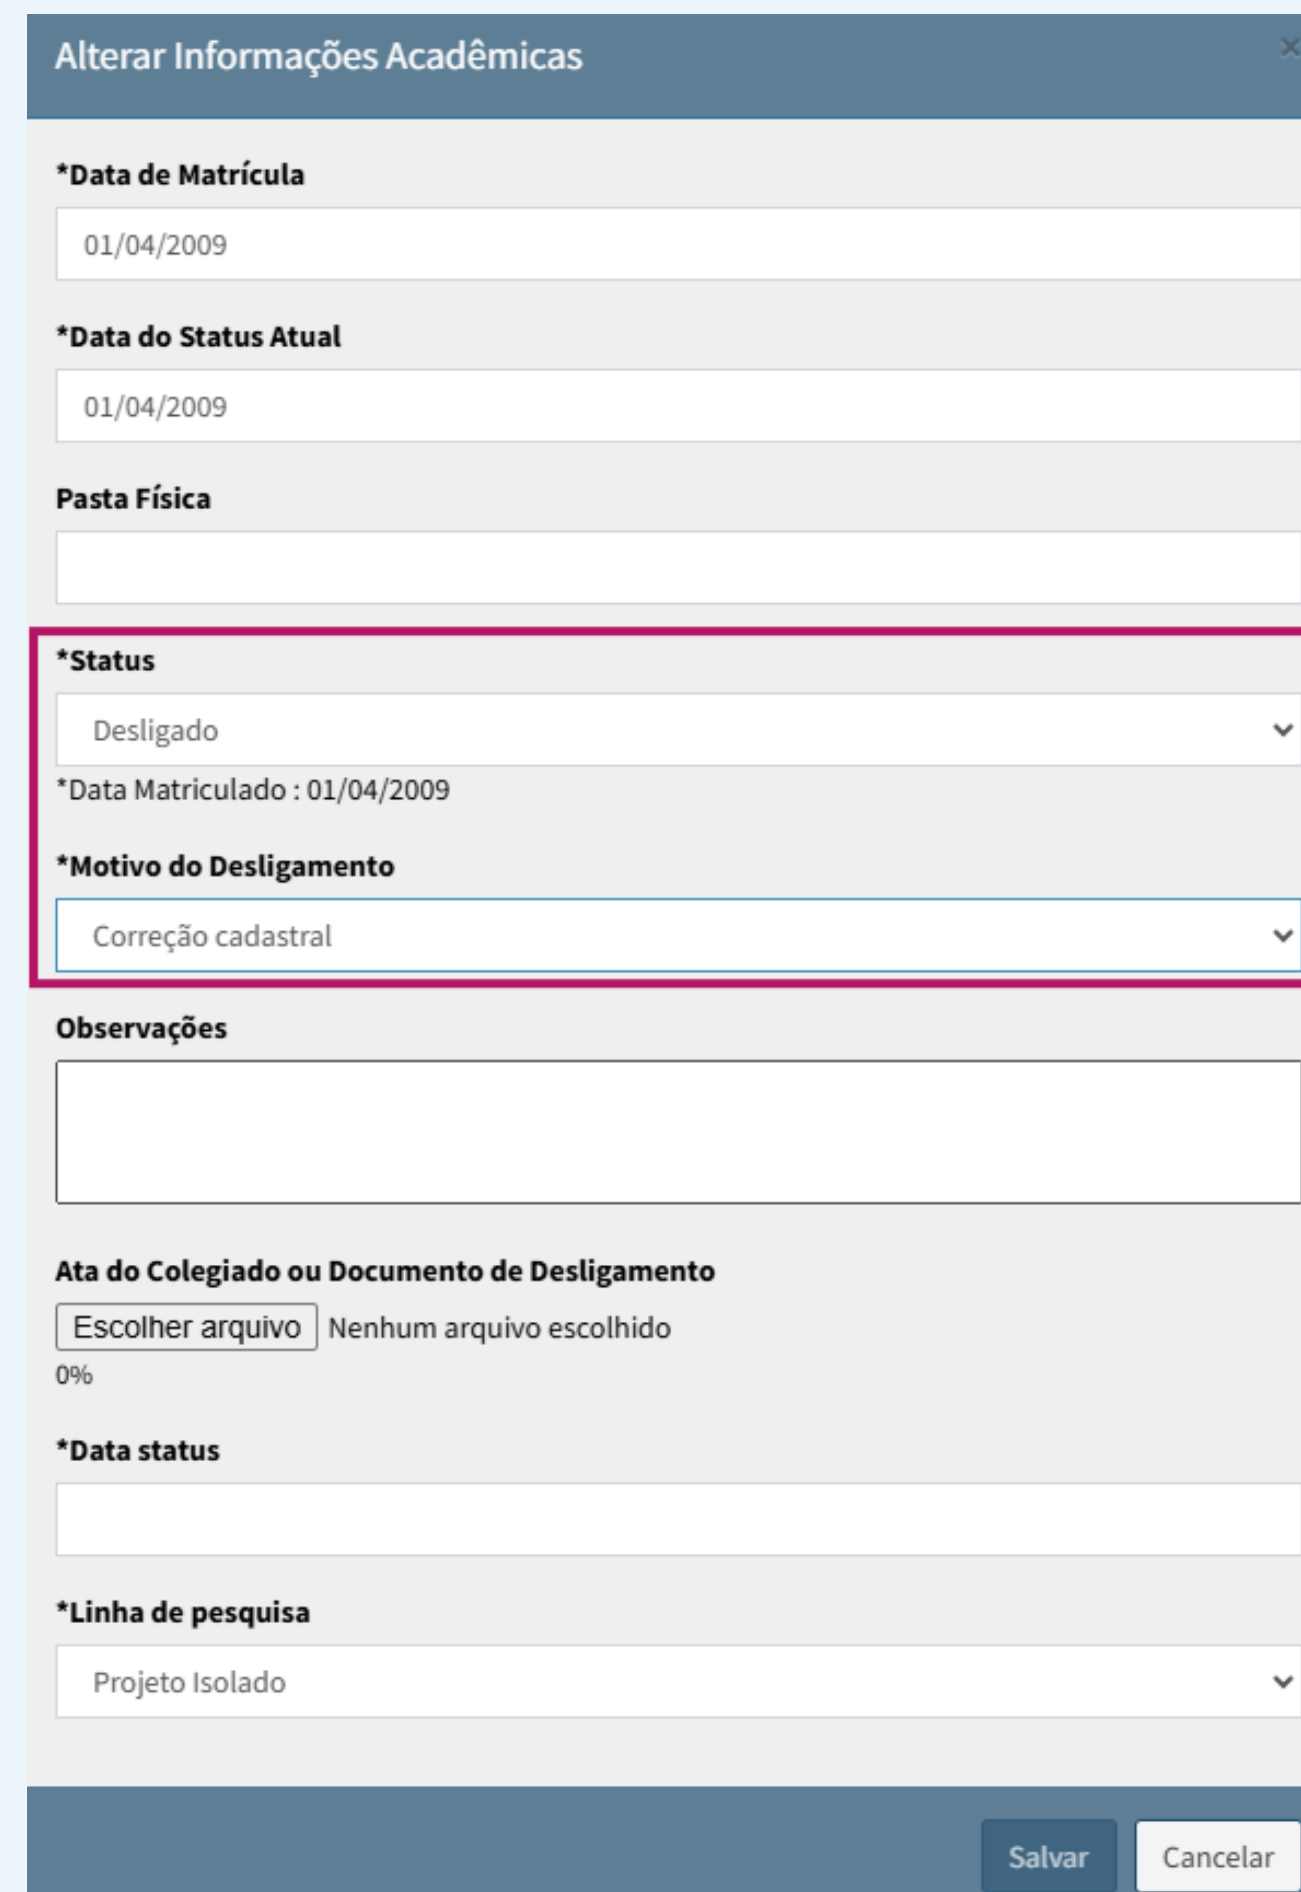 Alterar Informações Acadêmicas
×
*Data de Matrícula
01/04/2009
*Data do Status Atual
01/04/2009
Pasta Física
*Status
Desligado
*Data Matriculado : 01/04/2009
*Motivo do Desligamento
Correção cadastral
Observações
Ata do Colegiado ou Documento de Desligamento
Escolher arquivo Nenhum arquivo escolhido
0%
*Data status
*Linha de pesquisa
Projeto Isolado
Salvar Cancelar